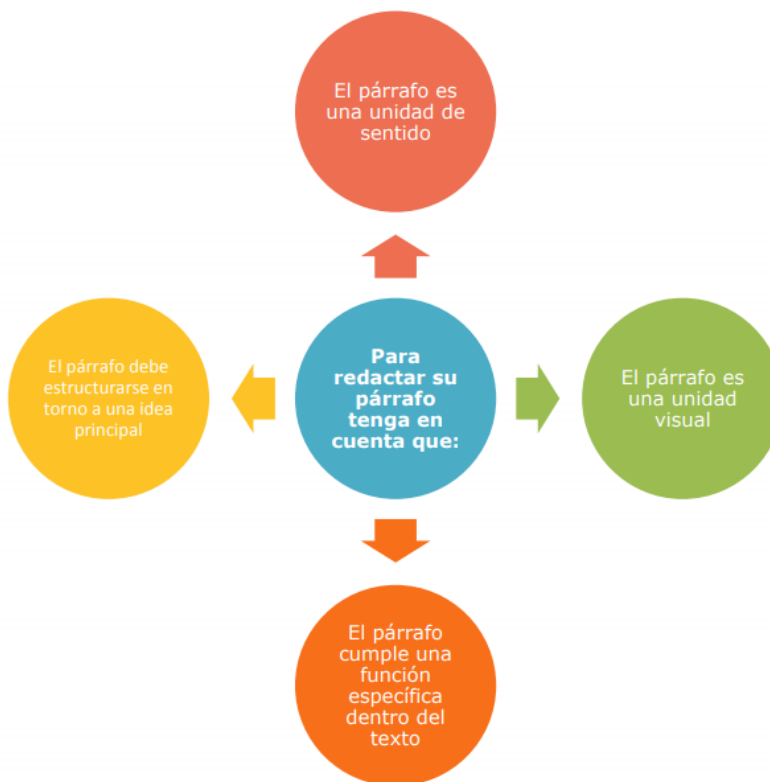 El párrafo es
una unidad de
sentido
El párrafo debe
estructurarse en
torno a una idea
principal
Para
redactar su
párrafo
tenga en
cuenta que:
El párrafo es
una unidad
visual
El párrafo
cumple una
función
específica
dentro del
texto